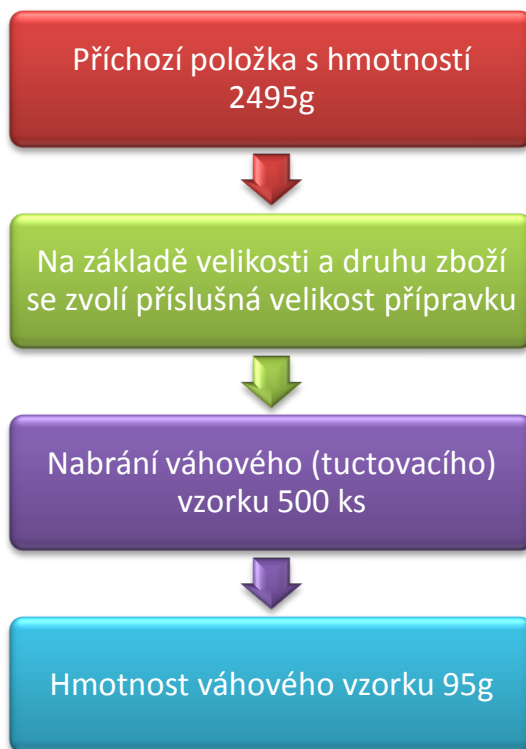 Příchozí položka s hmotností
2495g
Na základě velikosti a druhu zboží
se zvolí příslušná velikost přípravku
Nabrání váhového (tuctovacího)
vzorku 500 ks
Hmotnost váhového vzorku 95g